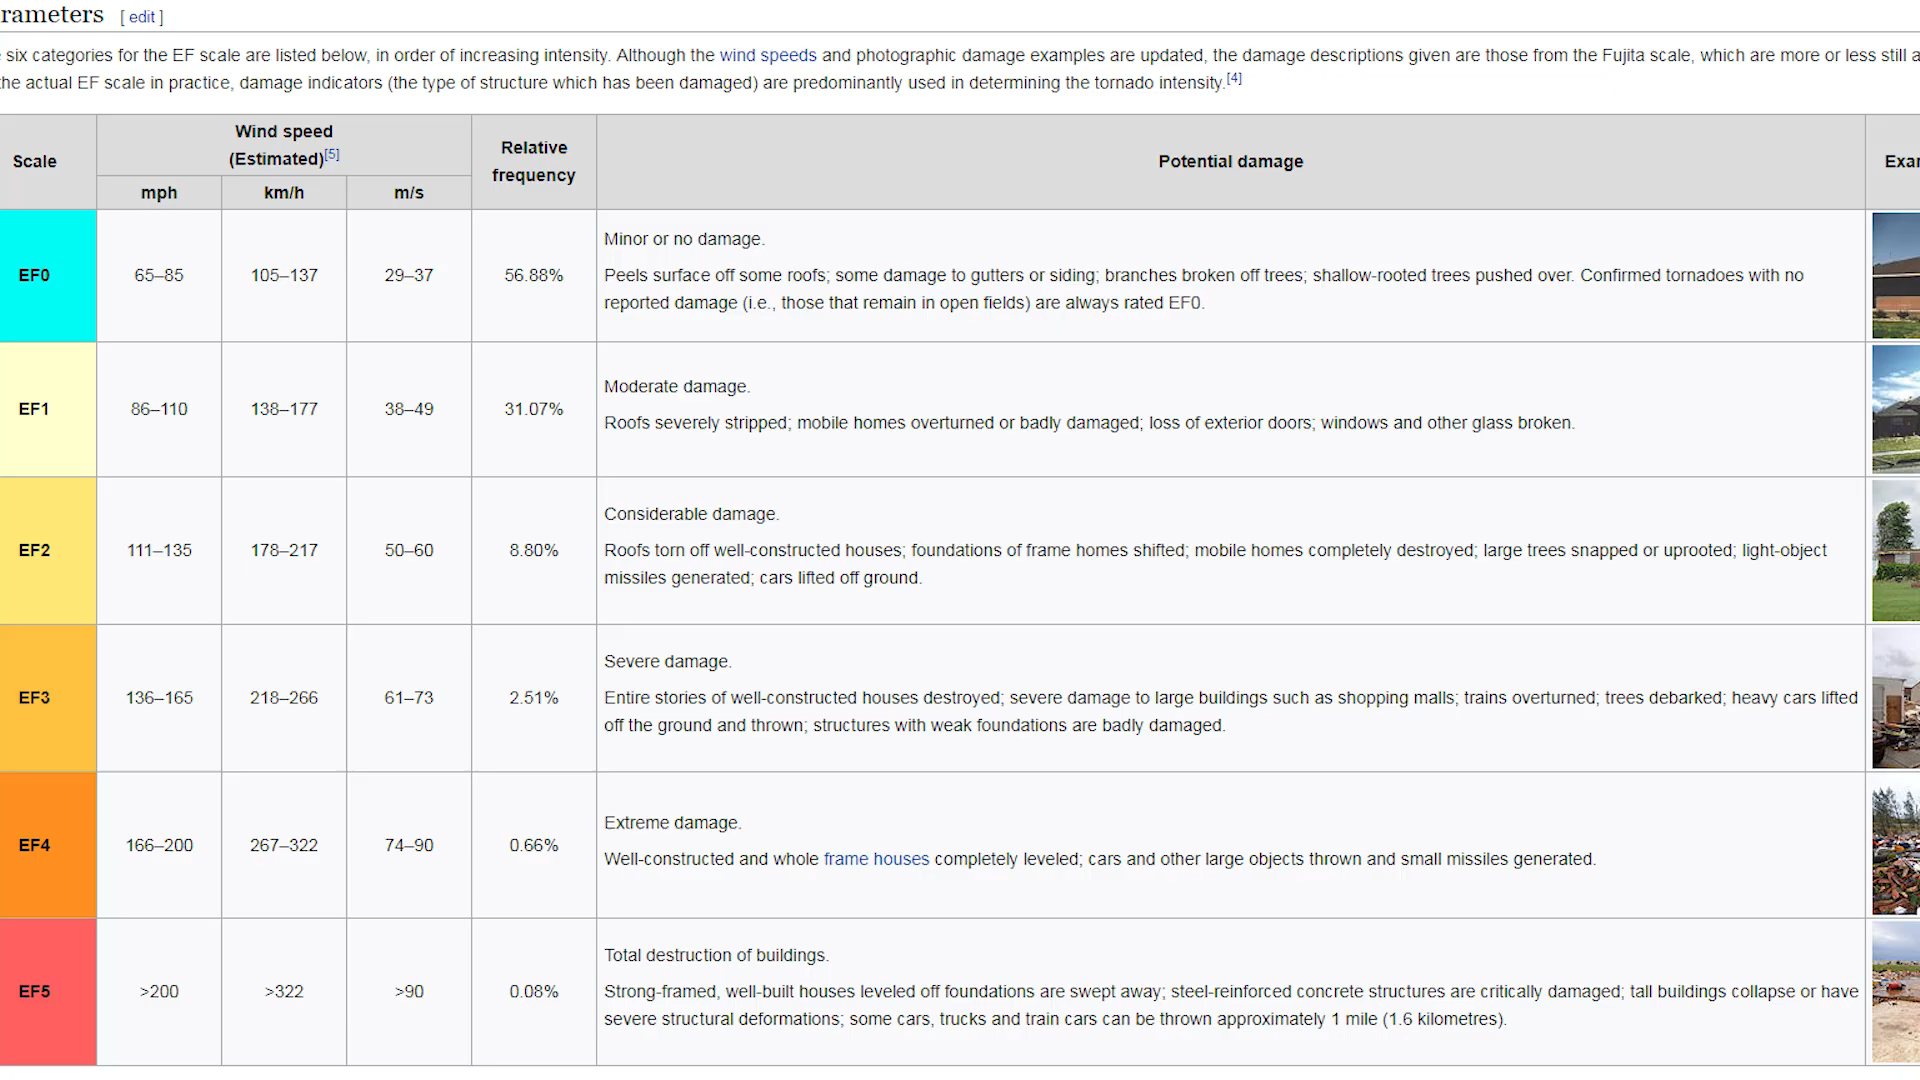 rameters [ edit ]
six categories for the EF scale are listed below, in order of increasing intensity. Although the wind speeds and photographic damage examples are updated, the damage descriptions given are those from the Fujita scale, which are more or less still a
the actual EF scale in practice, damage indicators (the type of structure which has been damaged) are predominantly used in determining the tornado intensity.[4]
Scale
Wind speed
(Estimated)[5]
mph km/h m/s
Relative
frequency
Potential damage
Exa
EF0 65–85 105–137 29–37 56.88%
Minor or no damage.
Peels surface off some roofs; some damage to gutters or siding; branches broken off trees; shallow-rooted trees pushed over. Confirmed tornadoes with no
reported damage (i.e., those that remain in open fields) are always rated EF0.
EF1 86–110 138–177 38–49 31.07%
Moderate damage.
Roofs severely stripped; mobile homes overturned or badly damaged; loss of exterior doors; windows and other glass broken.
EF2 111–135 178–217 50–60 8.80%
Considerable damage.
Roofs torn off well-constructed houses; foundations of frame homes shifted; mobile homes completely destroyed; large trees snapped or uprooted; light-object
missiles generated; cars lifted off ground.
EF3 136–165 218–266 61–73 2.51%
Severe damage.
Entire stories of well-constructed houses destroyed; severe damage to large buildings such as shopping malls; trains overturned; trees debarked; heavy cars lifted
off the ground and thrown; structures with weak foundations are badly damaged.
EF4 166–200 267–322 74–90 0.66%
Extreme damage.
Well-constructed and whole frame houses completely leveled; cars and other large objects thrown and small missiles generated.
EF5 >200 >322 >90 0.08%
Total destruction of buildings.
Strong-framed, well-built houses leveled off foundations are swept away; steel-reinforced concrete structures are critically damaged; tall buildings collapse or have
severe structural deformations; some cars, trucks and train cars can be thrown approximately 1 mile (1.6 kilometres).